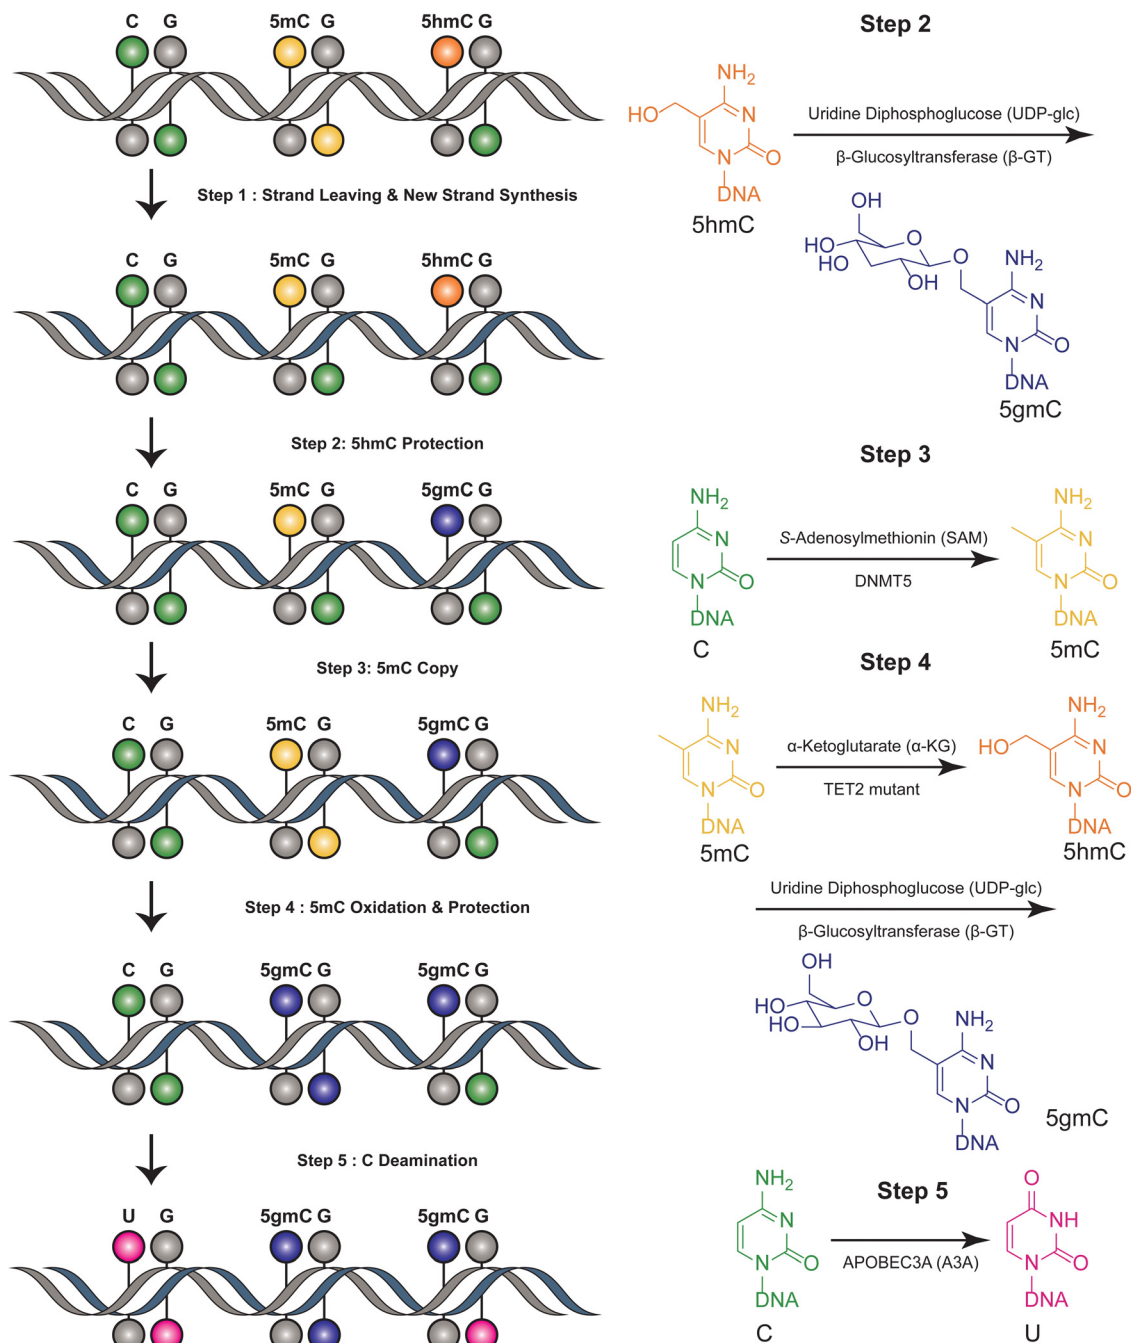 C G 5mC G 5hmC G
Step 1 : Strand Leaving & New Strand Synthesis
C G 5mC G 5hmC G
Step 2: 5hmC Protection
C G 5mC G 5gmC G
Step 3: 5mC Copy
C G 5mC G 5gmC G
Step 4 : 5mC Oxidation & Protection
C G 5gmC G 5gmC G
Step 5 : C Deamination
U G 5gmC G 5gmC G
Step 2
NH2
HO
N
N O
DNA
5hmC
Uridine Diphosphoglucose (UDP-glc)
β-Glucosyltransferase (β-GT)
OH
HO O O NH2
HO
OH
N
N O
DNA
5gmC
Step 3
NH2
N
N O
DNA
C
S-Adenosylmethionin (SAM)
DNMT5
NH2
N
N O
DNA
5mC
Step 4
NH2
N
N O
DNA
5mC
α-Ketoglutarate (α-KG)
TET2 mutant
NH2
HO
N
N O
DNA
5hmC
Uridine Diphosphoglucose (UDP-glc)
β-Glucosyltransferase (β-GT)
OH
HO O O NH2
HO
OH
N
N O
DNA
5gmC
Step 5
NH2
N
N O
DNA
C
APOBEC3A (A3A)
O
NH
N O
DNA
U